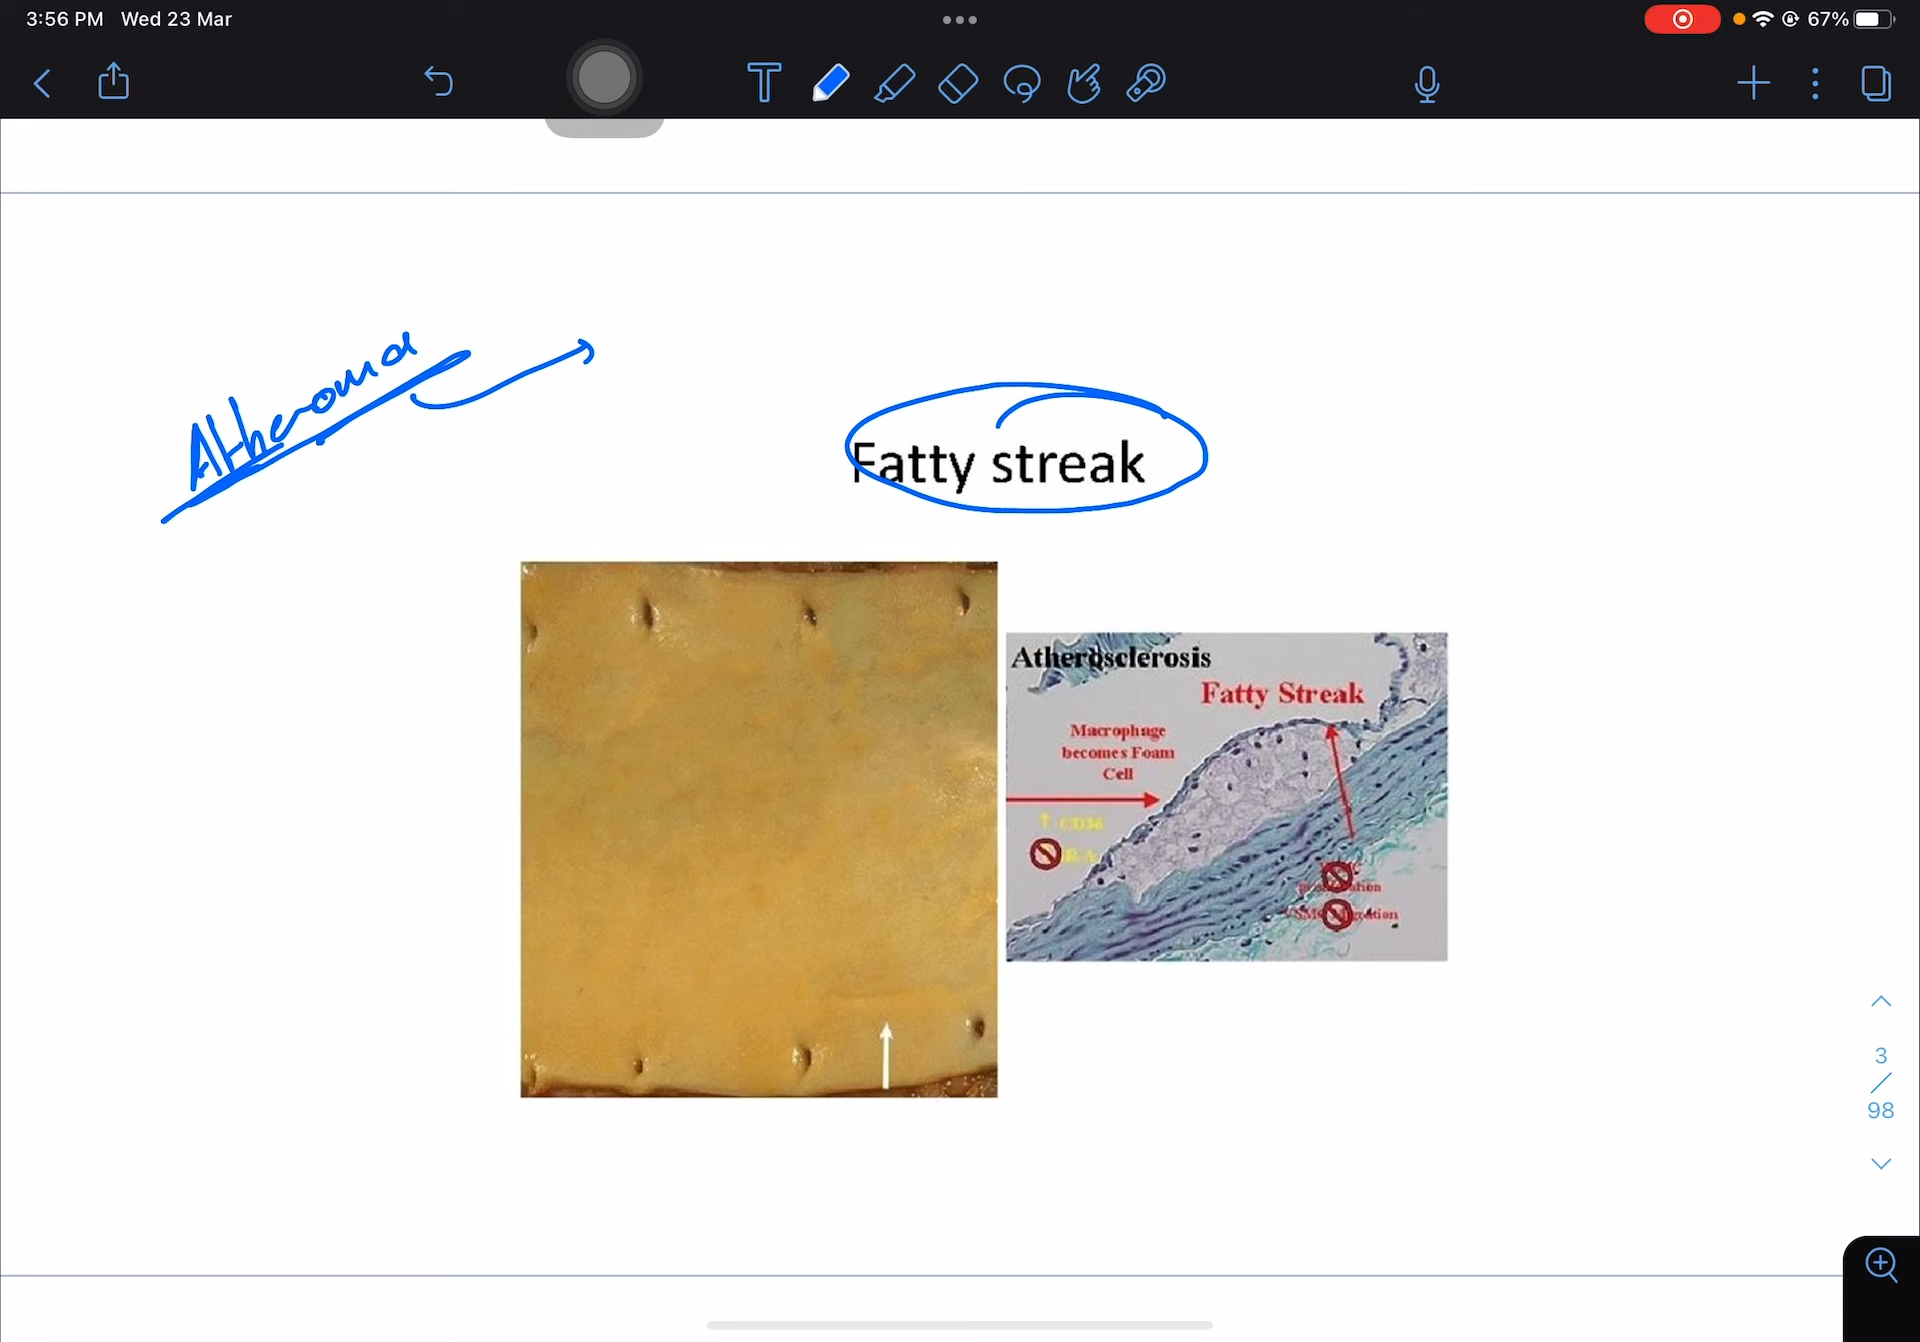 3:56 PM Wed 23 Mar
67%
Atheroma
Fatty streak
Atherosclerosis
Fatty Streak
Macrophage
becomes Foam
Cell
↑ CD36
3
98